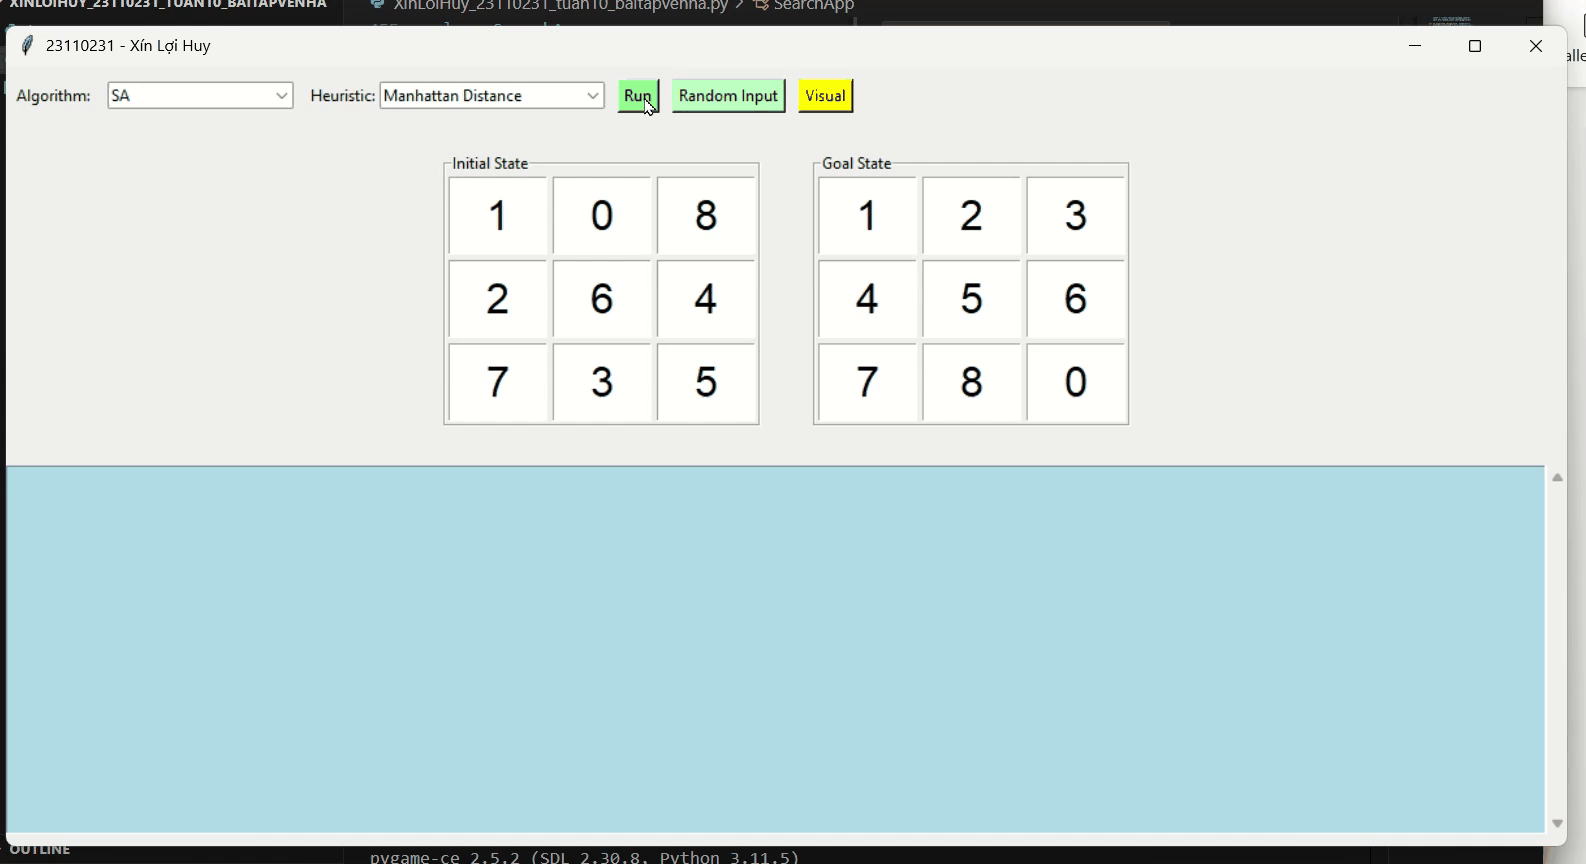 XINLOIHUY_23110231_TUAN10_BAITAPVENHA
XinLoiHuy_23110231_tuan10_baitapvenha.py > SearchApp
23110231 - Xín Lợi Huy
Algorithm: SA Heuristic: Manhattan Distance Run Random Input Visual
Initial State Goal State
1 0 8 1 2 3
2 6 4 4 5 6
7 3 5 7 8 0
OUTLINE
pygame-ce 2.5.2 (SDL 2.30.8, Python 3.11.5)